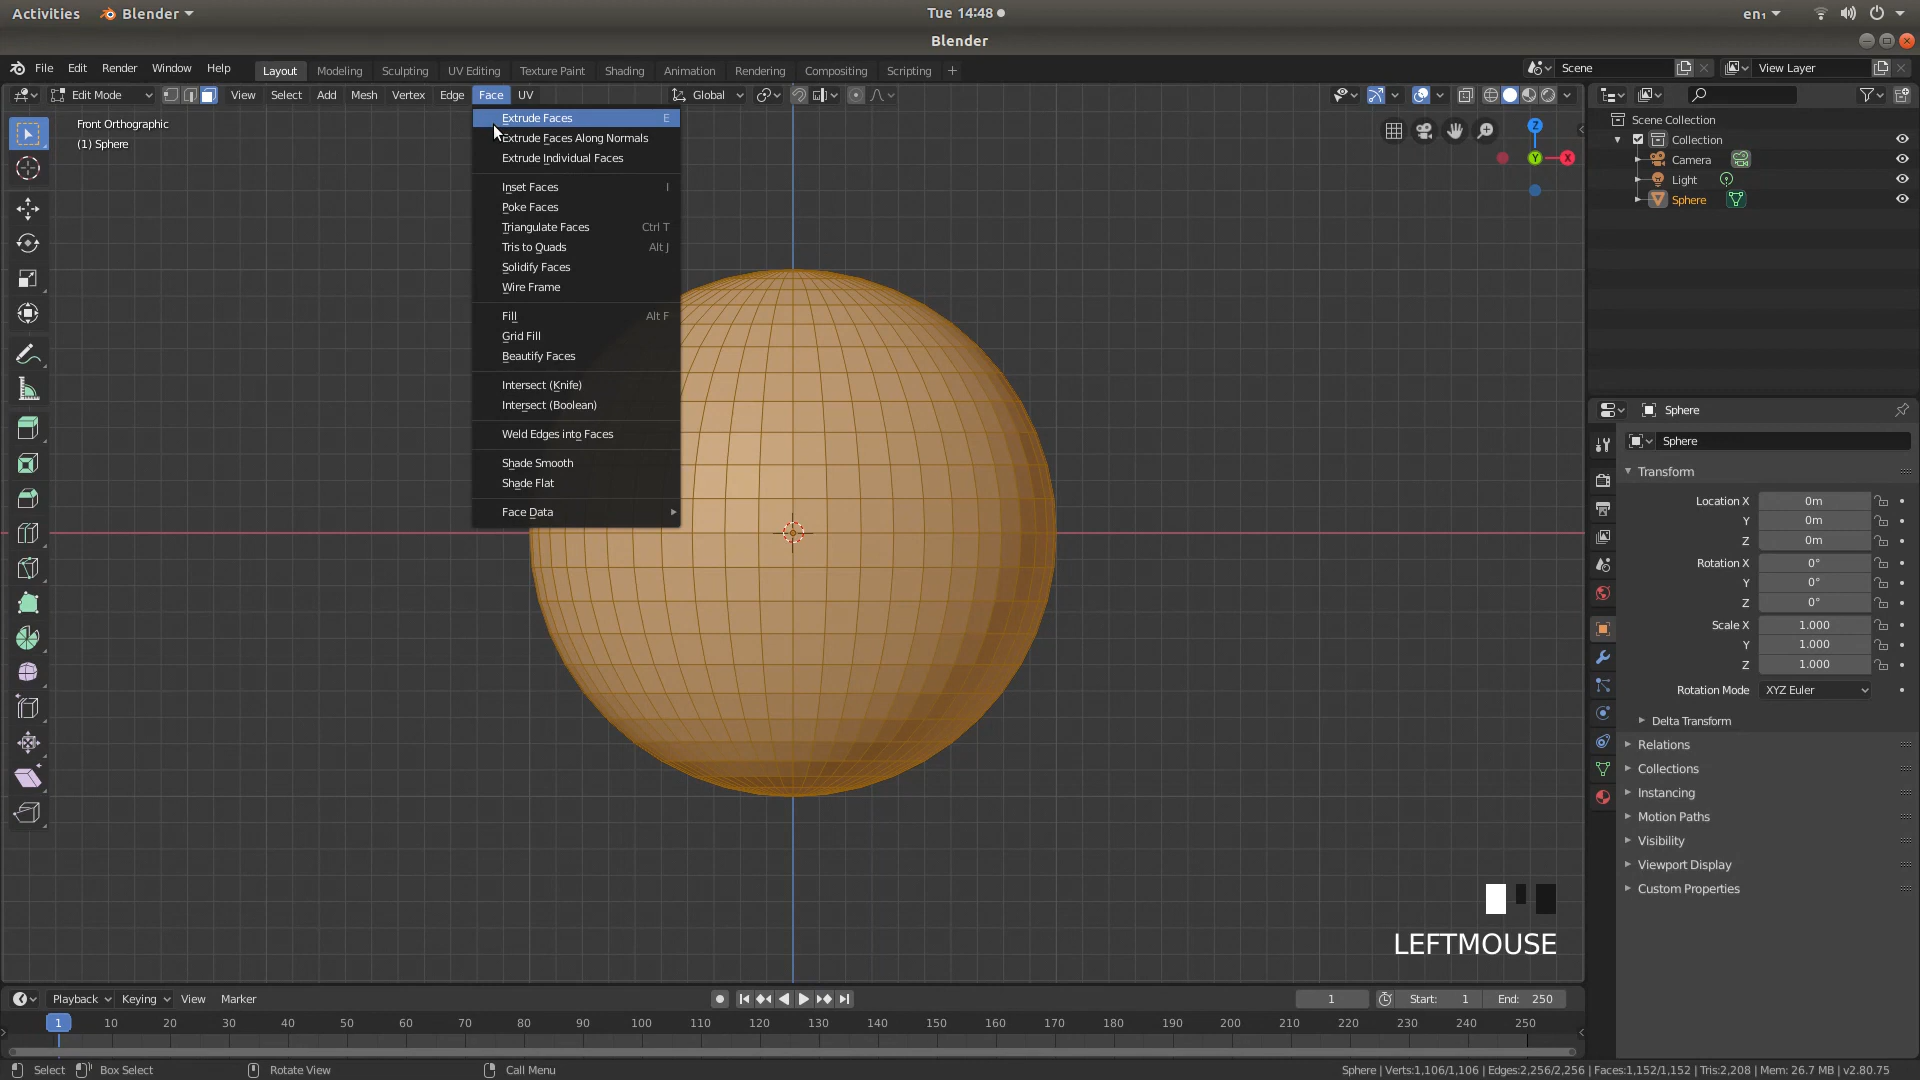 Activities Blender Tue 14:48 en₁
Blender
File Edit Render Window Help Layout Modeling Sculpting UV Editing Texture Paint Shading Animation Rendering Compositing Scripting + Scene View Layer
Edit Mode View Select Add Mesh Vertex Edge Face UV Global
Front Orthographic
(1) Sphere
Extrude Faces E
Extrude Faces Along Normals
Extrude Individual Faces
Inset Faces I
Poke Faces
Triangulate Faces Ctrl T
Tris to Quads Alt J
Solidify Faces
Wire Frame
Fill Alt F
Grid Fill
Beautify Faces
Intersect (Knife)
Intersect (Boolean)
Weld Edges into Faces
Shade Smooth
Shade Flat
Face Data
Z
Y X
LEFTMOUSE
Scene Collection
Collection
Camera
Light
Sphere
Sphere
Sphere
Transform
Location X 0m
Y 0m
Z 0m
Rotation X 0°
Y 0°
Z 0°
Scale X 1.000
Y 1.000
Z 1.000
Rotation Mode XYZ Euler
Delta Transform
Relations
Collections
Instancing
Motion Paths
Visibility
Viewport Display
Custom Properties
Playback Keying View Marker 1 Start: 1 End: 250
1 10 20 30 40 50 60 70 80 90 100 110 120 130 140 150 160 170 180 190 200 210 220 230 240 250
Select Box Select Rotate View Call Menu Sphere | Verts:1,106/1,106 | Edges:2,256/2,256 | Faces:1,152/1,152 | Tris:2,208 | Mem: 26.7 MB | v2.80.75